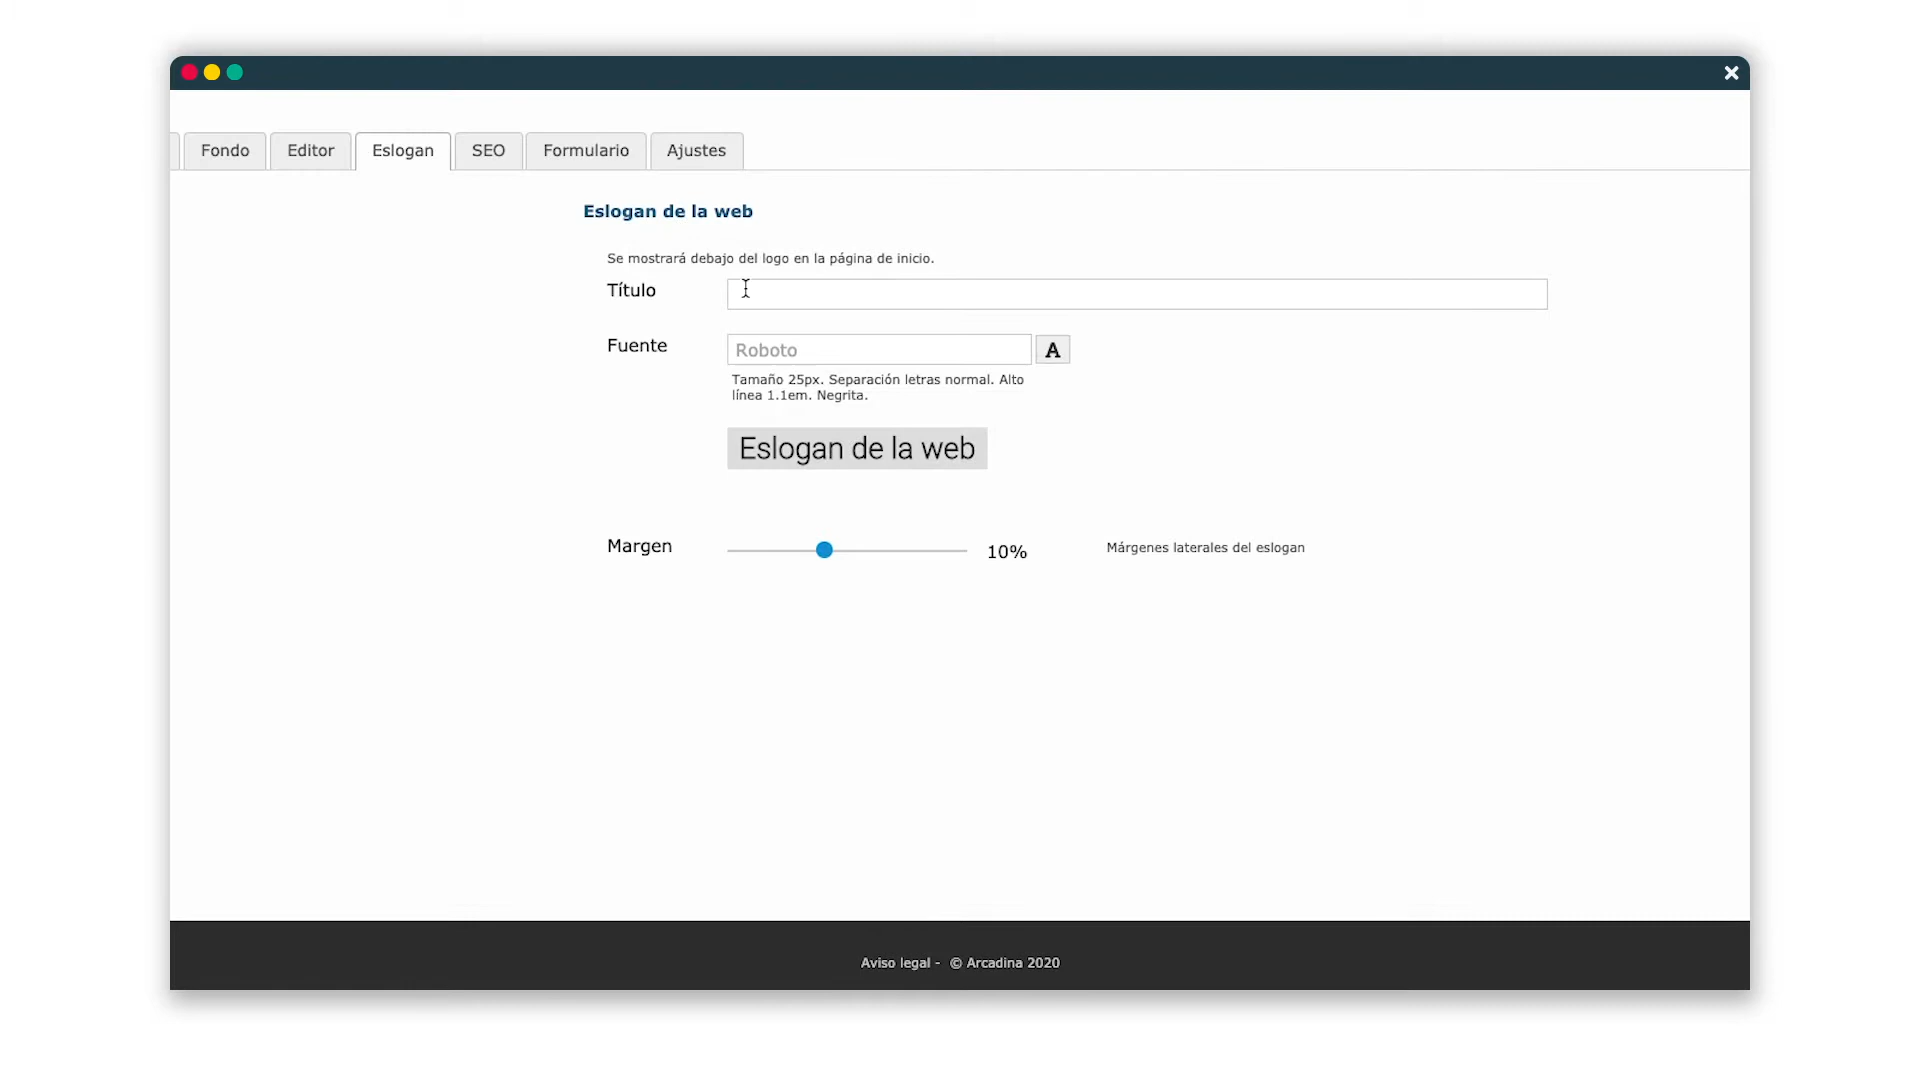 Fondo Editor Eslogan SEO Formulario Ajustes
Eslogan de la web
Se mostrará debajo del logo en la página de inicio.
Título
Fuente Roboto A
Tamaño 25px. Separación letras normal. Alto
línea 1.1em. Negrita.
Eslogan de la web
Margen 10% Márgenes laterales del eslogan
Aviso legal - © Arcadina 2020